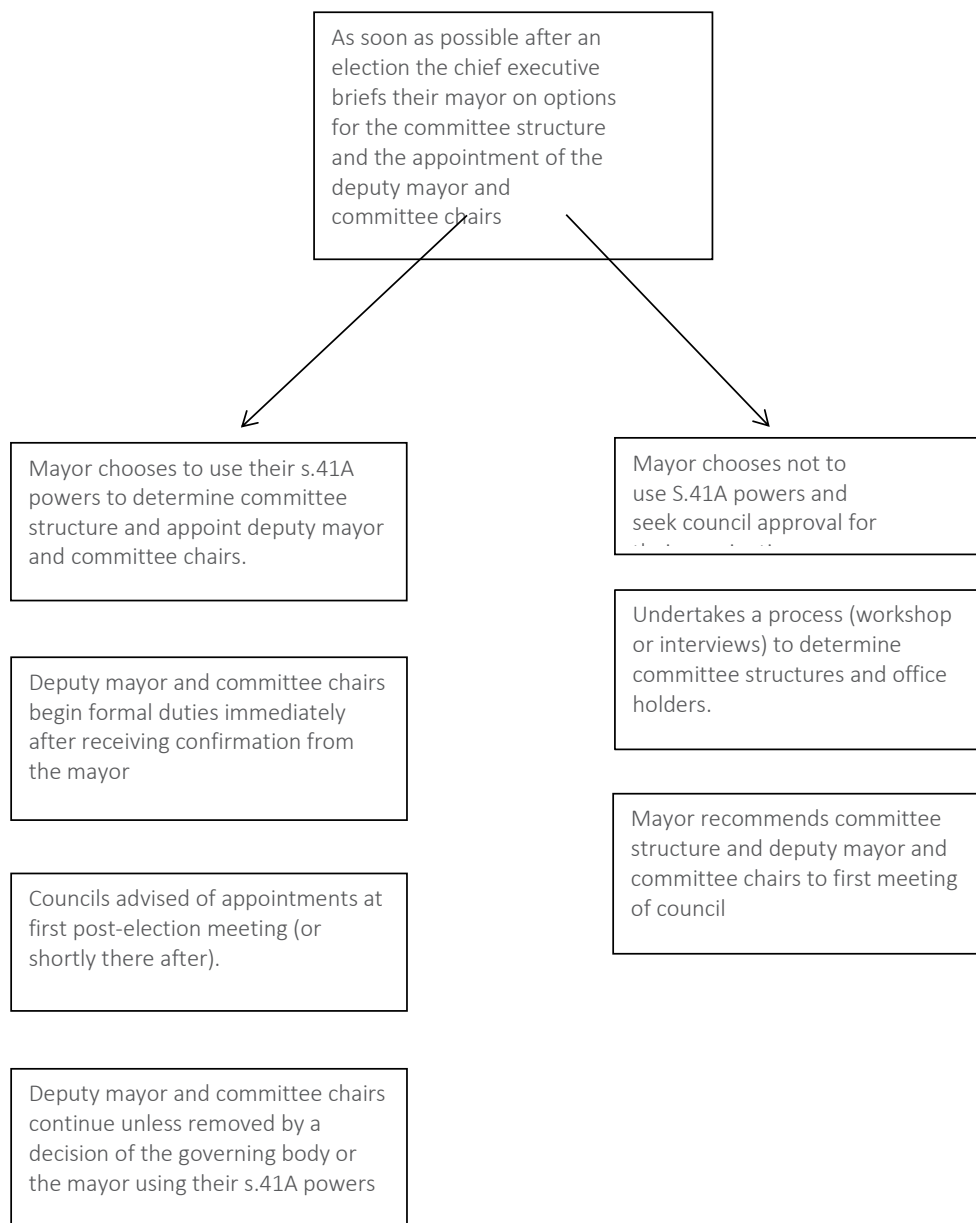 As soon as possible after an
election the chief executive
briefs their mayor on options
for the committee structure
and the appointment of the
deputy mayor and
committee chairs
Mayor chooses to use their s.41A
powers to determine committee
structure and appoint deputy mayor
and committee chairs.
Deputy mayor and committee chairs
begin formal duties immediately
after receiving confirmation from
the mayor
Councils advised of appointments at
first post-election meeting (or
shortly there after).
Deputy mayor and committee chairs
continue unless removed by a
decision of the governing body or
the mayor using their s.41A powers
Mayor chooses not to
use S.41A powers and
seek council approval for
Undertakes a process (workshop
or interviews) to determine
committee structures and office
holders.
Mayor recommends committee
structure and deputy mayor and
committee chairs to first meeting
of council